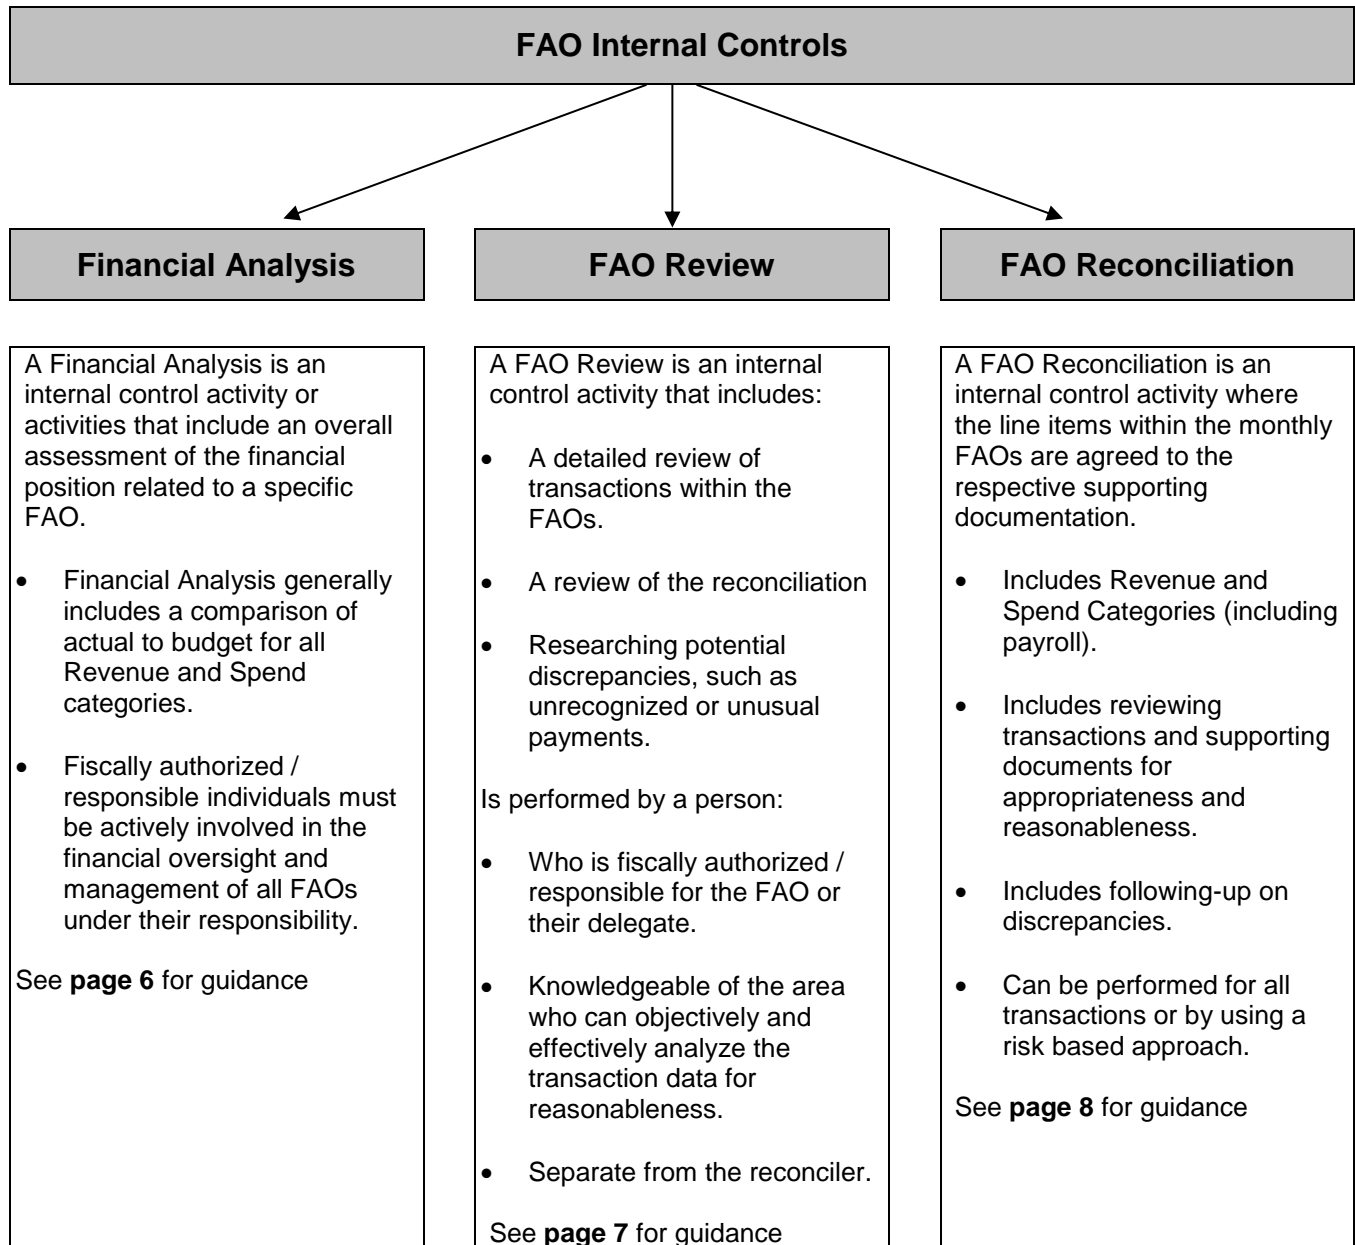 FAO Internal Controls
Financial Analysis
A Financial Analysis is an
internal control activity or
activities that include an overall
assessment of the financial
position related to a specific
FAO.
• Financial Analysis generally
includes a comparison of
actual to budget for all
Revenue and Spend
categories.
• Fiscally authorized /
responsible individuals must
be actively involved in the
financial oversight and
management of all FAOs
under their responsibility.
See page 6 for guidance
FAO Review
A FAO Review is an internal
control activity that includes:
• A detailed review of
transactions within the
FAOs.
• A review of the reconciliation
• Researching potential
discrepancies, such as
unrecognized or unusual
payments.
Is performed by a person:
• Who is fiscally authorized /
responsible for the FAO or
their delegate.
• Knowledgeable of the area
who can objectively and
effectively analyze the
transaction data for
reasonableness.
• Separate from the reconciler.
See page 7 for guidance
FAO Reconciliation
A FAO Reconciliation is an
internal control activity where
the line items within the monthly
FAOs are agreed to the
respective supporting
documentation.
• Includes Revenue and
Spend Categories (including
payroll).
• Includes reviewing
transactions and supporting
documents for
appropriateness and
reasonableness.
• Includes following-up on
discrepancies.
• Can be performed for all
transactions or by using a
risk based approach.
See page 8 for guidance